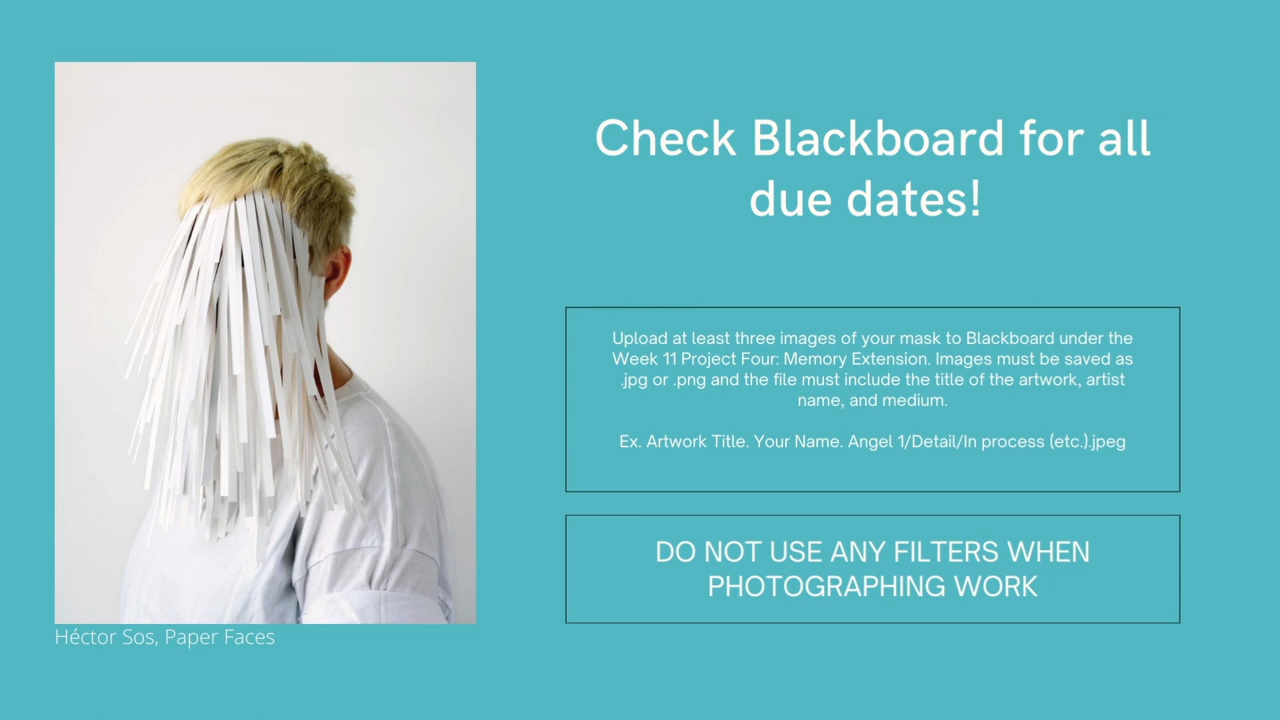 Check Blackboard for all
due dates!
Upload at least three images of your mask to Blackboard under the
Week 11 Project Four: Memory Extension. Images must be saved as
.jpg or .png and the file must include the title of the artwork, artist
name, and medium.
Ex. Artwork Title. Your Name. Angel 1/Detail/In process (etc.).jpeg
DO NOT USE ANY FILTERS WHEN
PHOTOGRAPHING WORK
Héctor Sos, Paper Faces